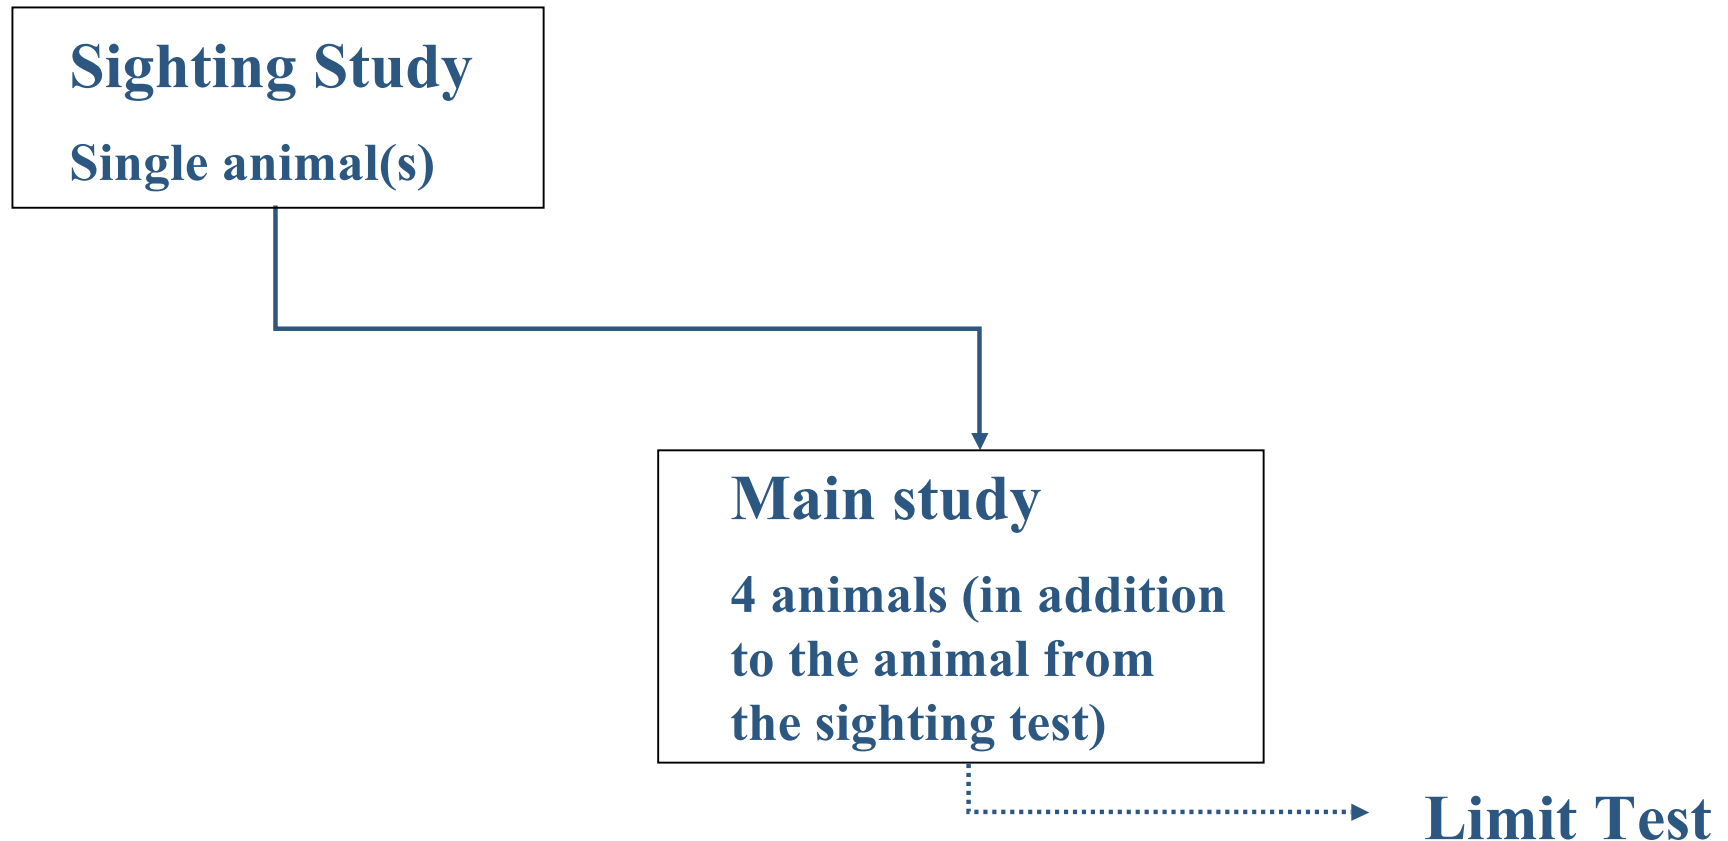 Sighting Study
Single animal(s)
Main study
4 animals (in addition
to the animal from
the sighting test)
Limit Test